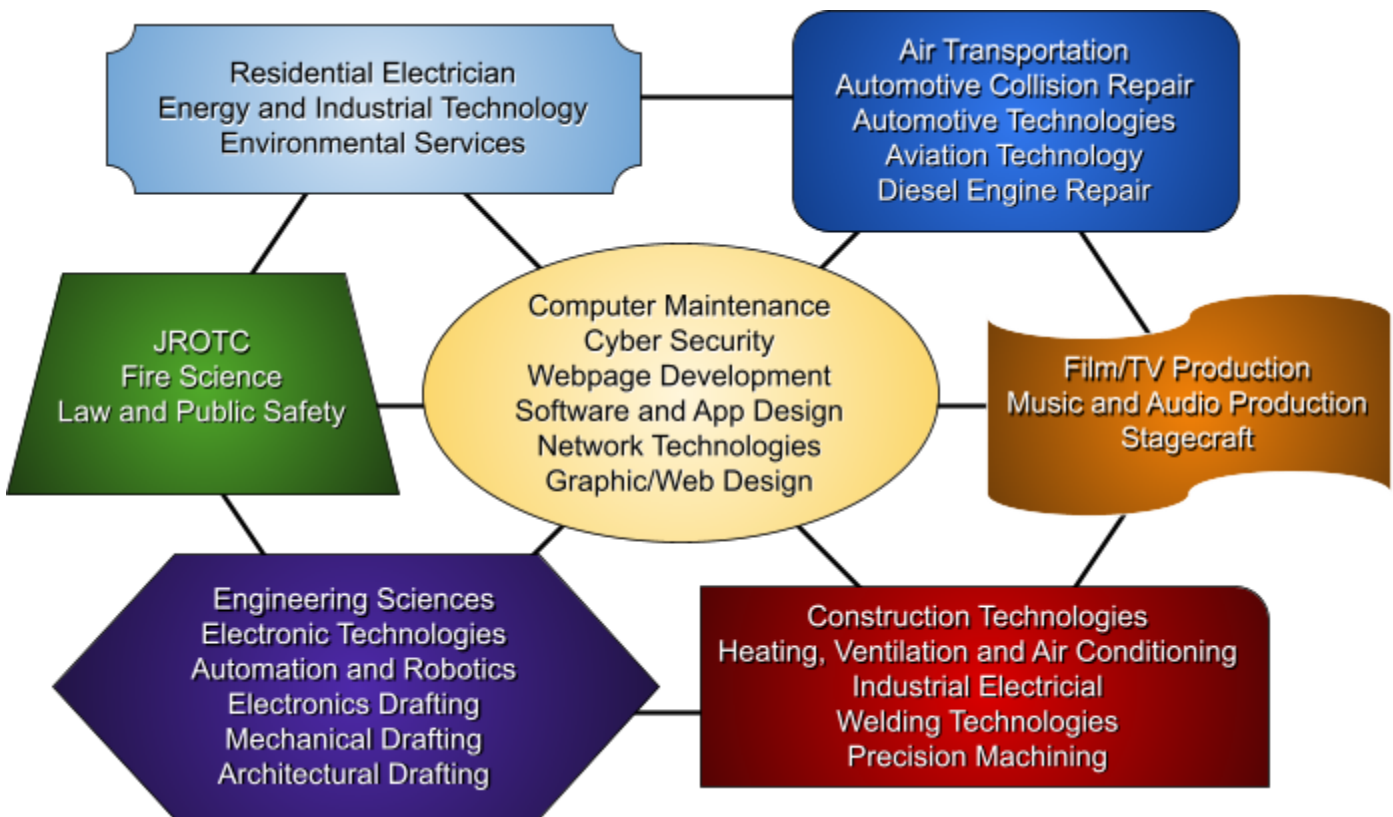 Residential Electrician
Energy and Industrial Technology
Environmental Services
Air Transportation
Automotive Collision Repair
Automotive Technologies
Aviation Technology
Diesel Engine Repair
JROTC
Fire Science
Law and Public Safety
Computer Maintenance
Cyber Security
Webpage Development
Software and App Design
Network Technologies
Graphic/Web Design
Film/TV Production
Music and Audio Production
Stagecraft
Engineering Sciences
Electronic Technologies
Automation and Robotics
Electronics Drafting
Mechanical Drafting
Architectural Drafting
Construction Technologies
Heating, Ventilation and Air Conditioning
Industrial Electricial
Welding Technologies
Precision Machining